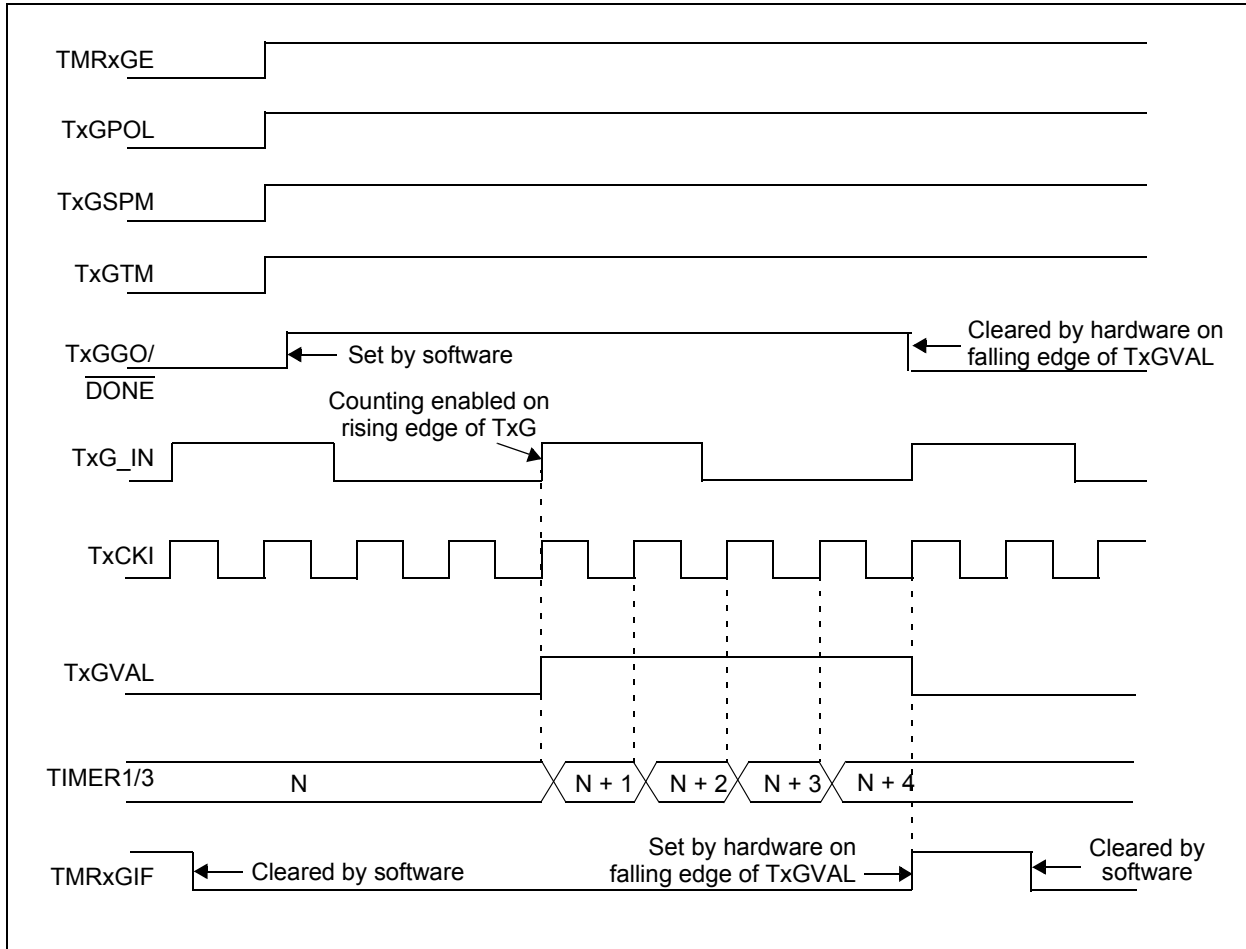 TMRxGE
TxGPOL
TxGSPM
TxGTM
TxGGO/
DONE
Set by software
Cleared by hardware on
falling edge of TxGVAL
Counting enabled on
rising edge of TxG
TxG_IN
TxCKI
TxGVAL
TIMER1/3
N
N + 1
N + 2
N + 3
N + 4
TMRxGIF
Cleared by software
Set by hardware on
falling edge of TxGVAL
Cleared by
software